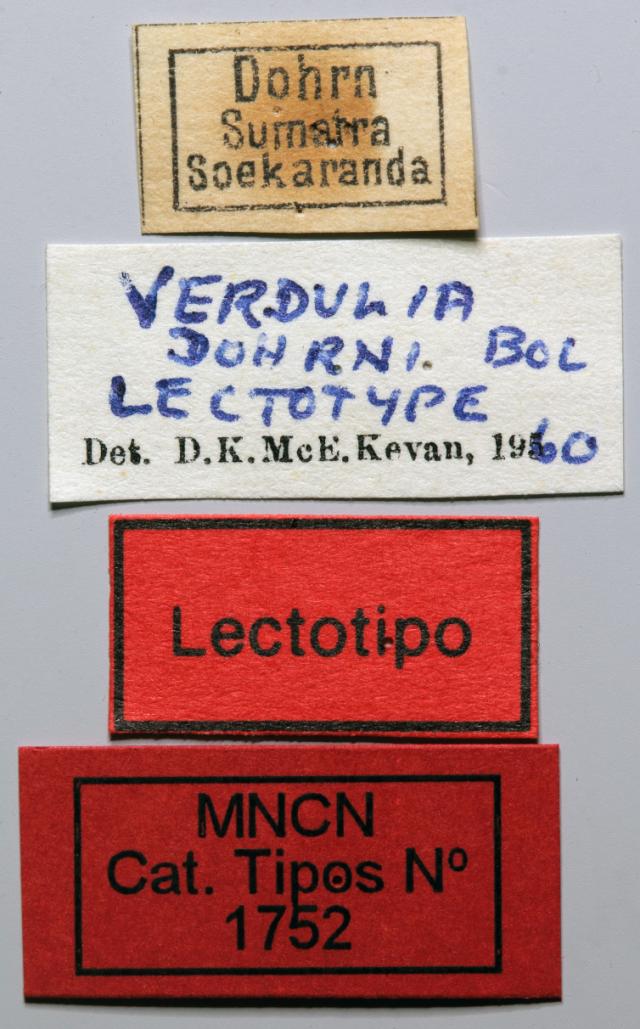 Dohrn
Sumatra
Soekaranda
VERDULIA
DOHRNI. BOL
LECTOTYPE
Det. D.K.McE.Kevan, 1960
Lectotipo
MNCN
Cat. Tipos Nº
1752